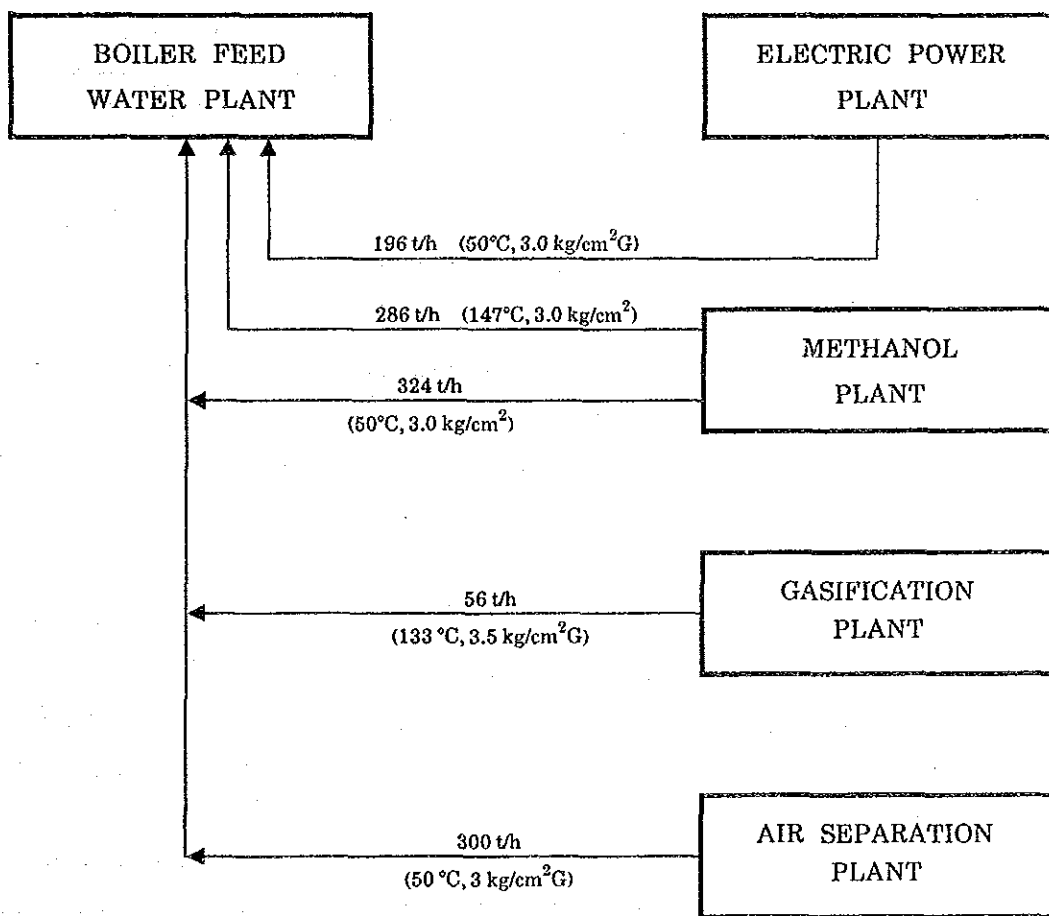 BOILER FEED
WATER PLANT
ELECTRIC POWER
PLANT
196 t/h (50°C, 3.0 kg/cm²G)
286 t/h (147°C, 3.0 kg/cm²)
METHANOL
PLANT
324 t/h
(50°C, 3.0 kg/cm²)
GASIFICATION
PLANT
56 t/h
(133 °C, 3.5 kg/cm²G)
AIR SEPARATION
PLANT
300 t/h
(50 °C, 3 kg/cm²G)